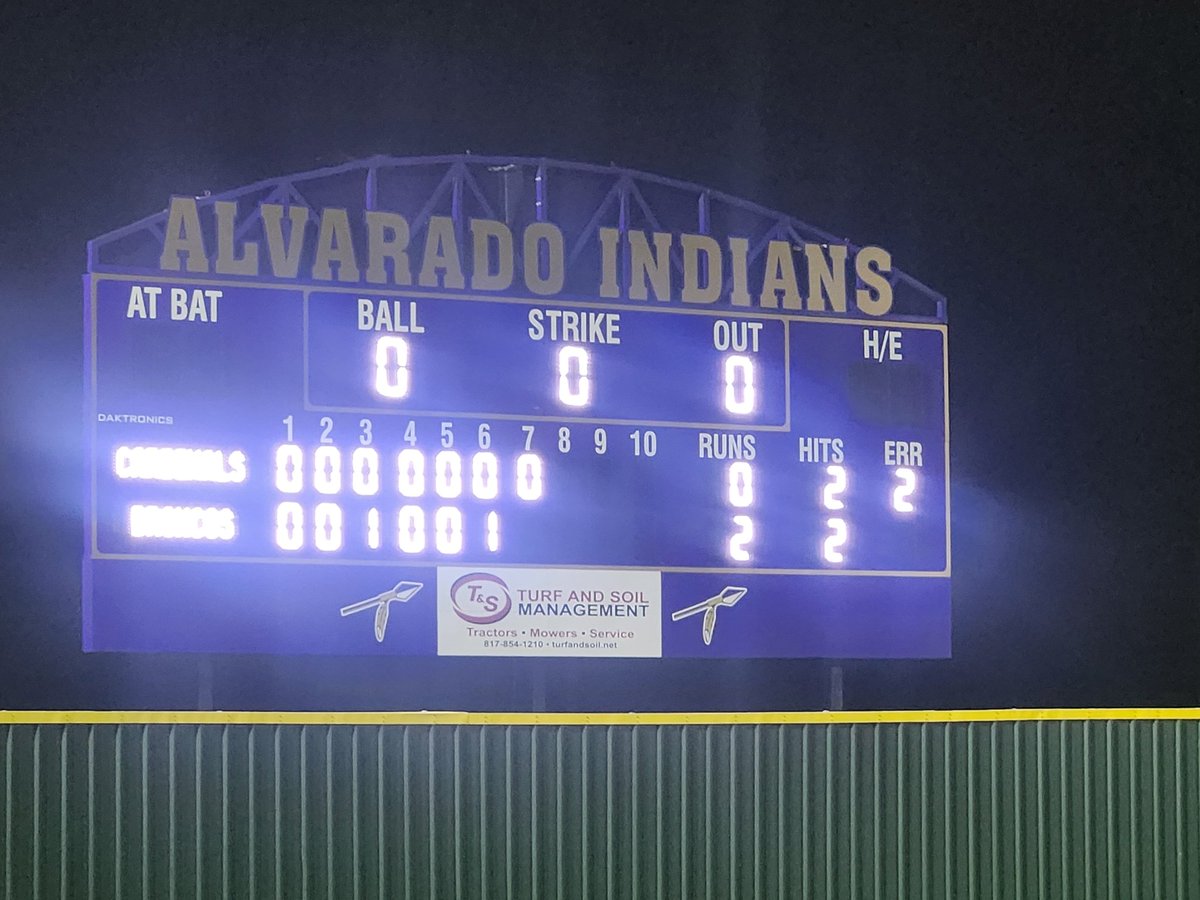 ALVARADO INDIANS
AT BAT BALL STRIKE OUT H/E
0 0 0
DAKTRONICS
1 2 3 4 5 6 7 8 9 10 RUNS HITS ERR
CARDINALS 0 0 0 0 0 0 0 0 2 2
BRONCOS 0 0 1 0 0 1 2 2
T&S TURF AND SOIL
MANAGEMENT
Tractors • Mowers • Service
817-854-1210 • turfandsoil.net